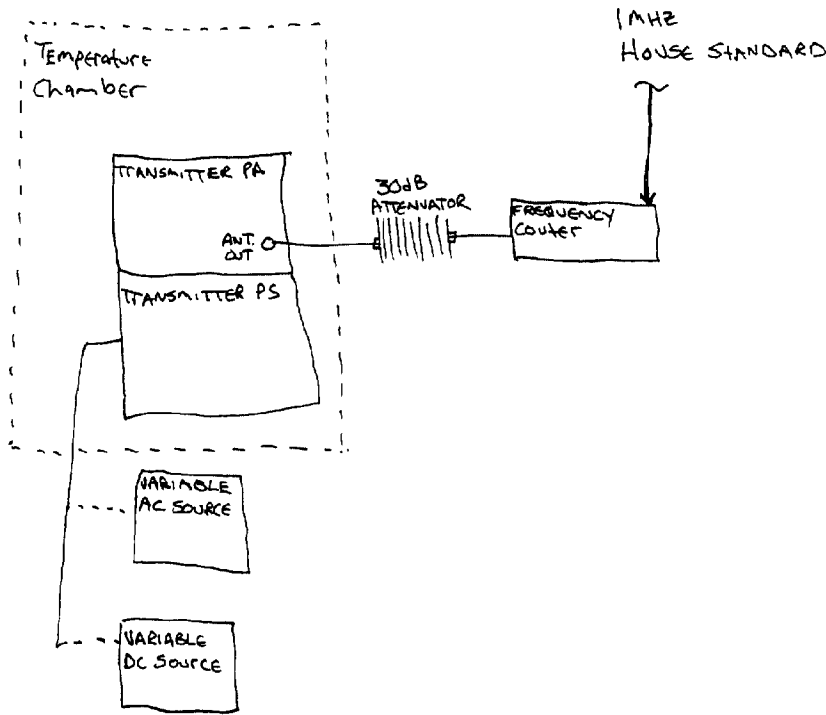 1MHz
House Standard
Temperature
Chamber
TRANSMITTER PA
30dB
ATTENUATOR
FREQUENCY
COUTER
ANT.
OUT
TRANSMITTER PS
VARIABLE
AC SOURCE
VARIABLE
DC SOURCE